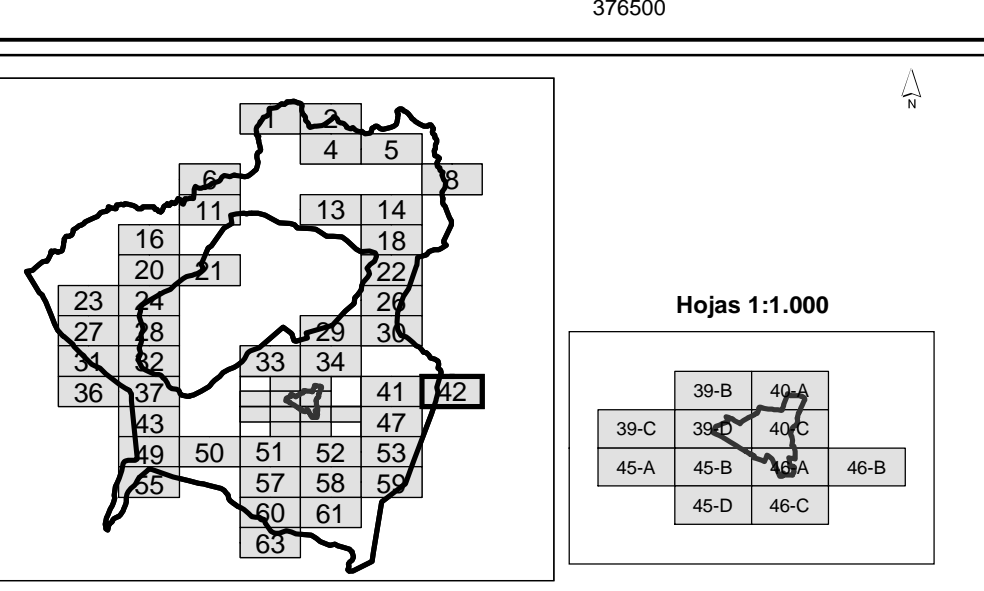 376500
N
1 2
4 5
6 8
11 13 14
16 18
20 21 22
23 24 26
27 28 29 30
31 32 33 34
36 37 41 42
43 47
49 50 51 52 53
55 57 58 59
60 61
63
Hojas 1:1.000
39-B 40-A
39-C 39-D 40-C
45-A 45-B 46-A 46-B
45-D 46-C